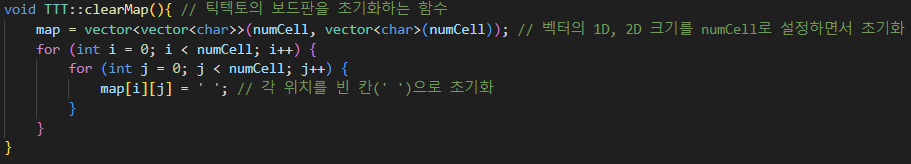 void TTT::clearMap(){ // 틱텍토의 보드판을 초기화하는 함수
    map = vector<vector<char>>(numCell, vector<char>(numCell)); // 벡터의 1D, 2D 크기를 numCell로 설정하면서 초기화
    for (int i = 0; i < numCell; i++) {
        for (int j = 0; j < numCell; j++) {
            map[i][j] = ' '; // 각 위치를 빈 칸(' ')으로 초기화
        }
    }
}